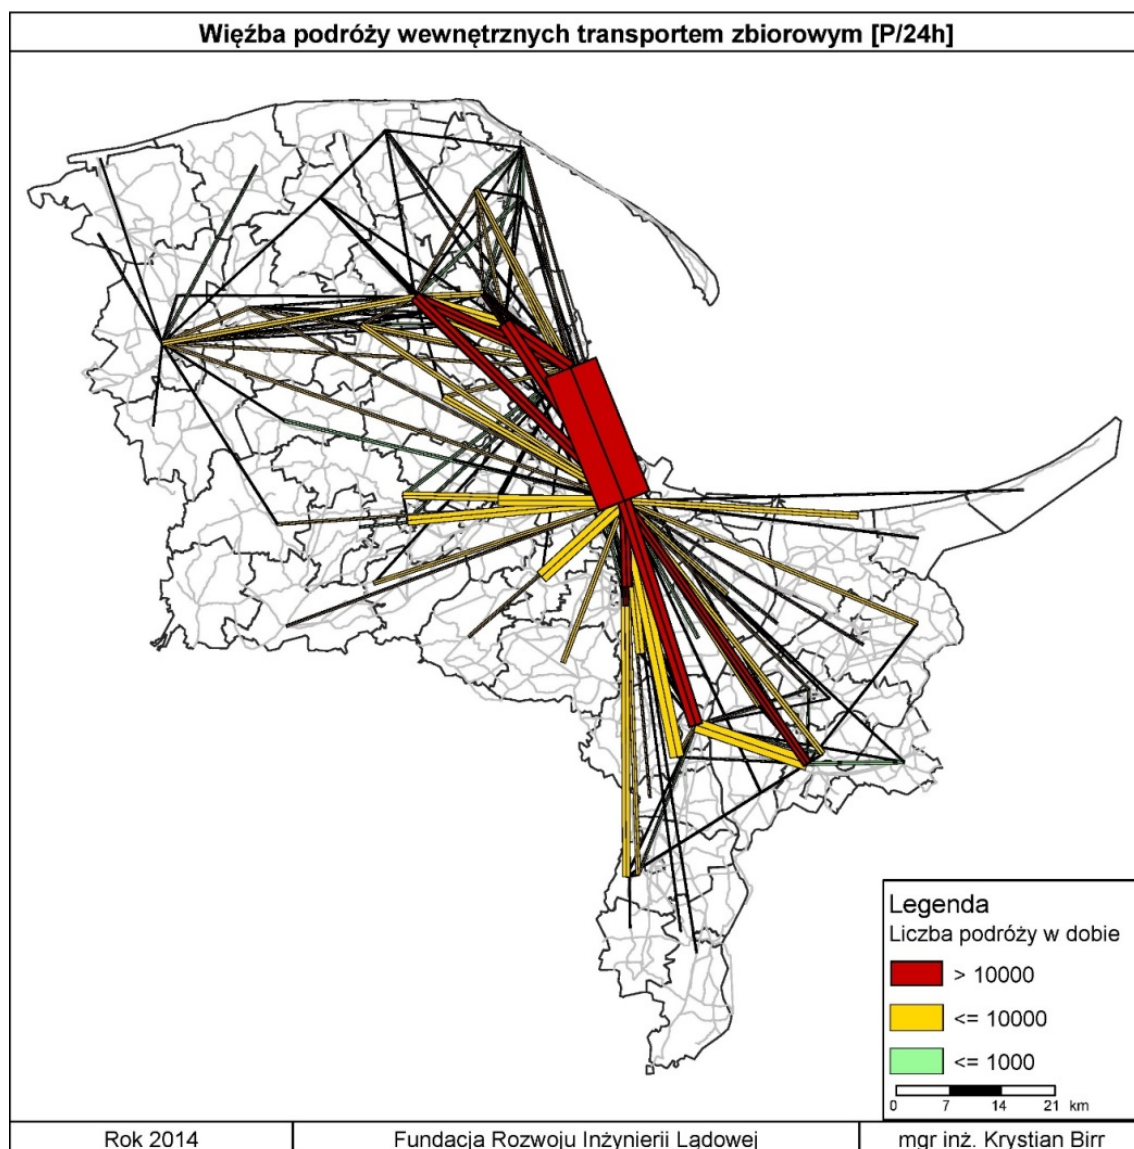 Więźba podróży wewnętrznych transportem zbiorowym [P/24h]
Legenda
Liczba podróży w dobie
> 10000
<= 10000
<= 1000
0 7 14 21 km
Rok 2014 Fundacja Rozwoju Inżynierii Lądowej mgr inż. Krystian Birr